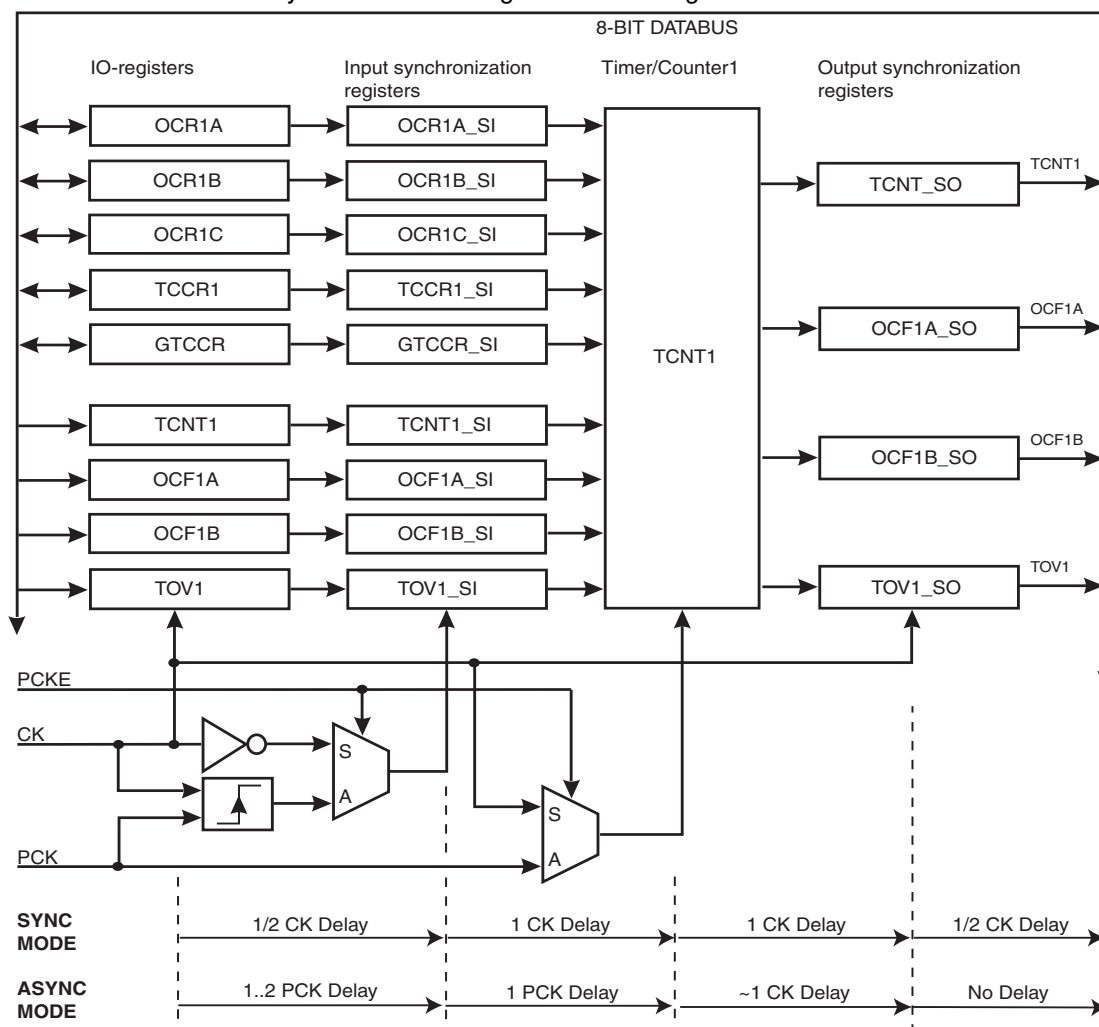 8-BIT DATABUS
IO-registers
Input synchronization
registers
Timer/Counter1
Output synchronization
registers
OCR1A
OCR1A_SI
OCR1B
OCR1B_SI
OCR1C
OCR1C_SI
TCCR1
TCCR1_SI
GTCCR
GTCCR_SI
TCNT1
TCNT1_SI
OCF1A
OCF1A_SI
OCF1B
OCF1B_SI
TOV1
TOV1_SI
TCNT1
TCNT_SO
TCNT1
OCF1A_SO
OCF1A
OCF1B_SO
OCF1B
TOV1_SO
TOV1
PCKE
CK
S
A
S
A
PCK
SYNC
MODE
1/2 CK Delay
1 CK Delay
1 CK Delay
1/2 CK Delay
ASYNC
MODE
1..2 PCK Delay
1 PCK Delay
~1 CK Delay
No Delay